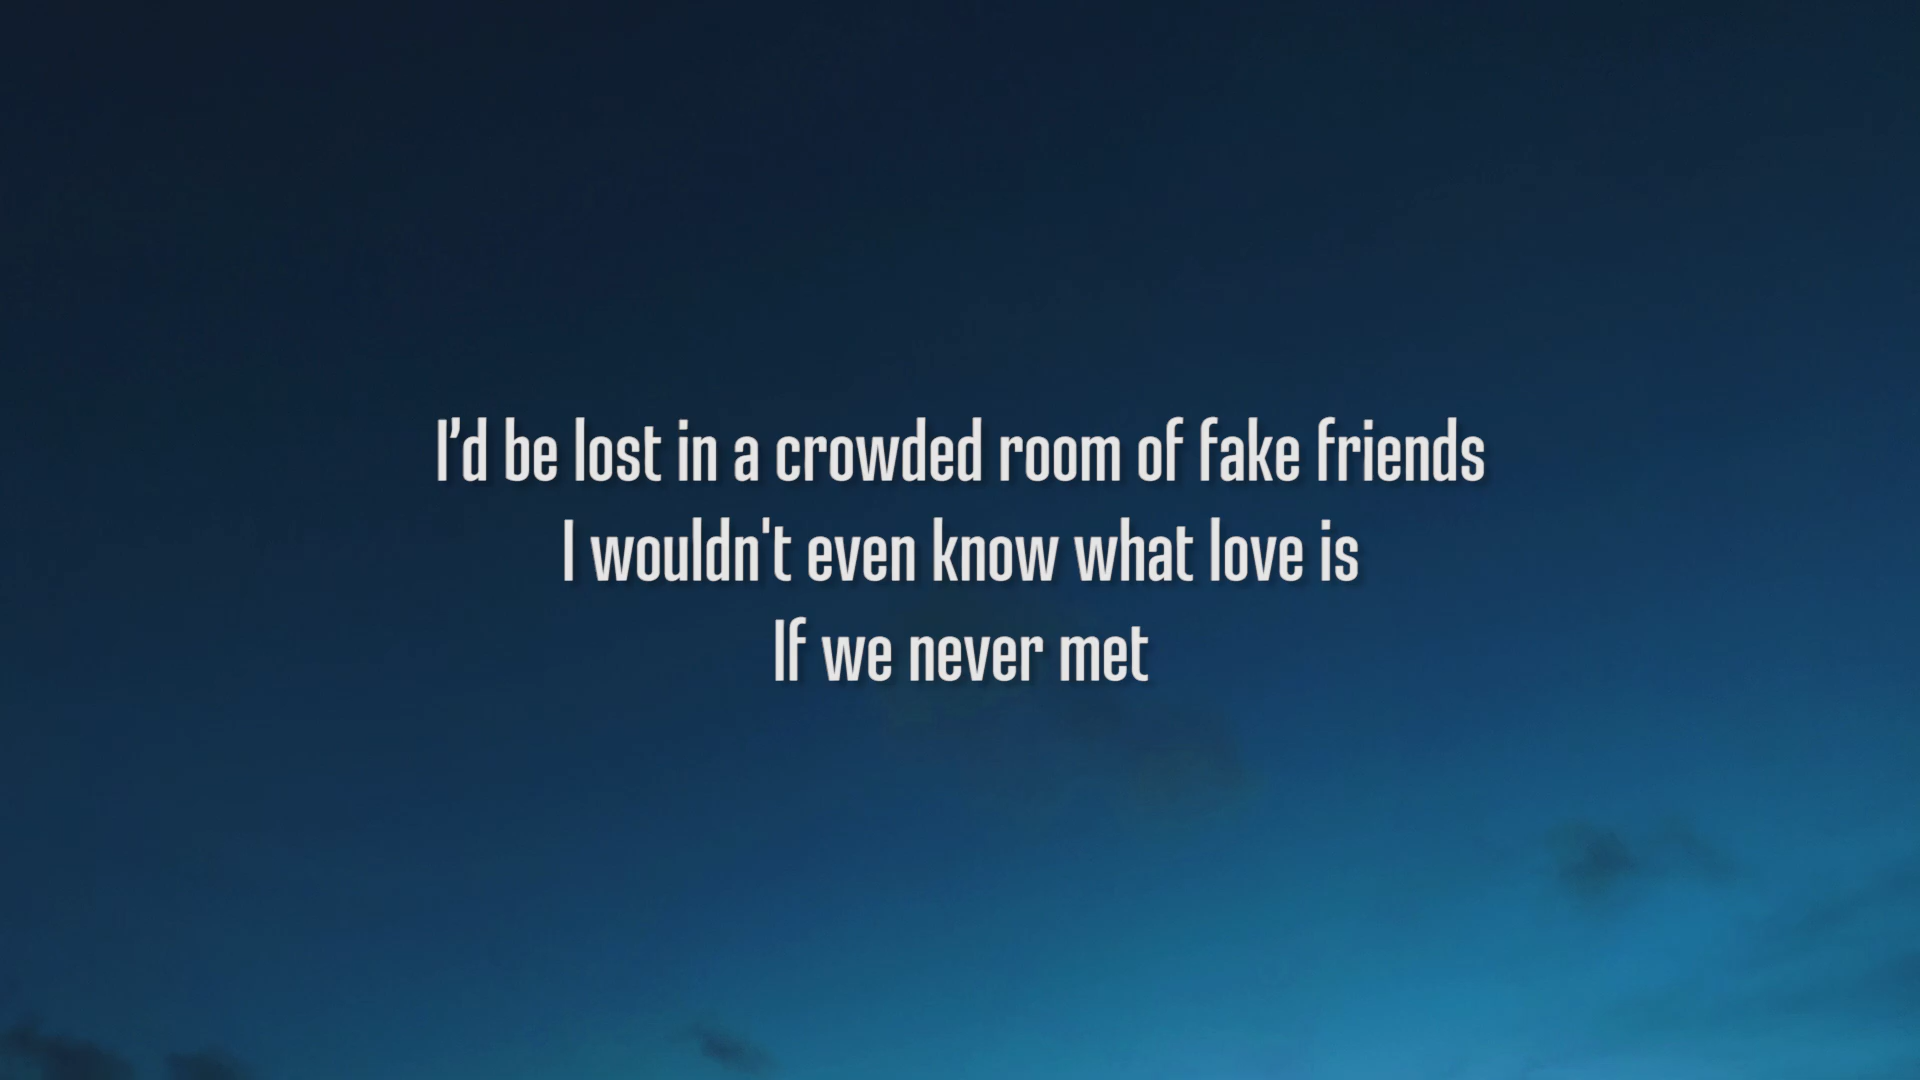 I’d be lost in a crowded room of fake friends
I wouldn't even know what love is
If we never met